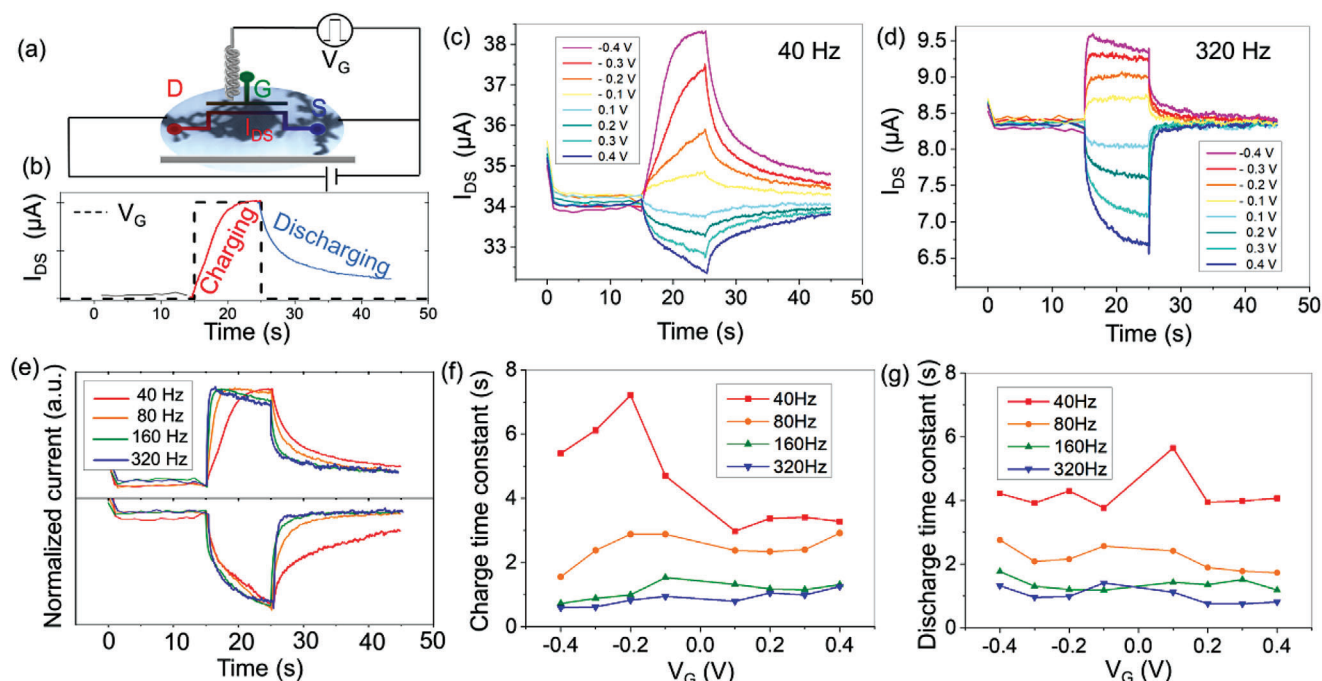 (a)
V_G
D
G
S
I_DS
(b)
I_DS (µA)
V_G
Charging
Discharging
0 10 20 30 40 50
Time (s)
(c)
40 Hz
-0.4 V
- 0.3 V
- 0.2 V
- 0.1 V
0.1 V
0.2 V
0.3 V
0.4 V
I_DS (µA)
38
37
36
35
34
33
0 10 20 30 40 50
Time (s)
(d)
320 Hz
I_DS (µA)
9.5
9.0
8.5
8.0
7.5
7.0
6.5
-0.4 V
- 0.3 V
- 0.2 V
- 0.1 V
0.1 V
0.2 V
0.3 V
0.4 V
0 10 20 30 40 50
Time (s)
(e)
Normalized current (a.u.)
40 Hz
80 Hz
160 Hz
320 Hz
0 10 20 30 40 50
Time (s)
(f)
Charge time constant (s)
8
6
4
2
0
40Hz
80Hz
160Hz
320Hz
-0.4 -0.2 0.0 0.2 0.4
V_G (V)
(g)
Discharge time constant (s)
8
7
6
5
4
3
2
1
0
40Hz
80Hz
160Hz
320Hz
-0.4 -0.2 0.0 0.2 0.4
V_G (V)